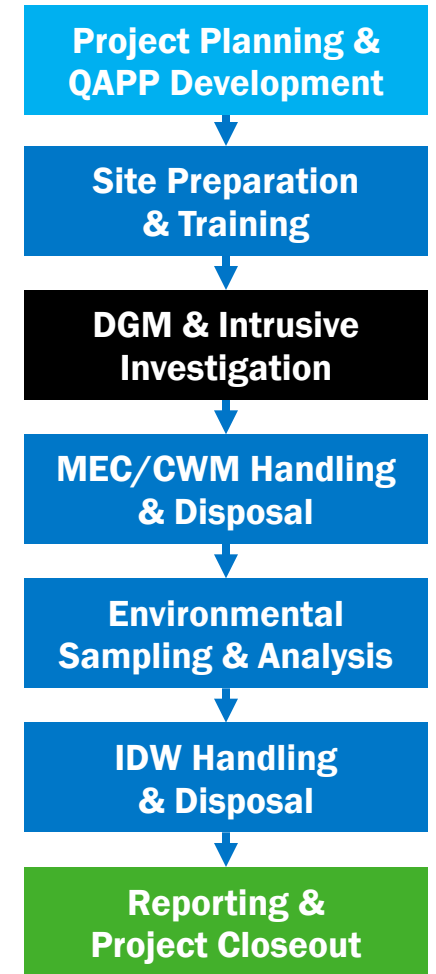 Project Planning &
QAPP Development
Site Preparation
& Training
DGM & Intrusive
Investigation
MEC/CWM Handling
& Disposal
Environmental
Sampling & Analysis
IDW Handling
& Disposal
Reporting &
Project Closeout